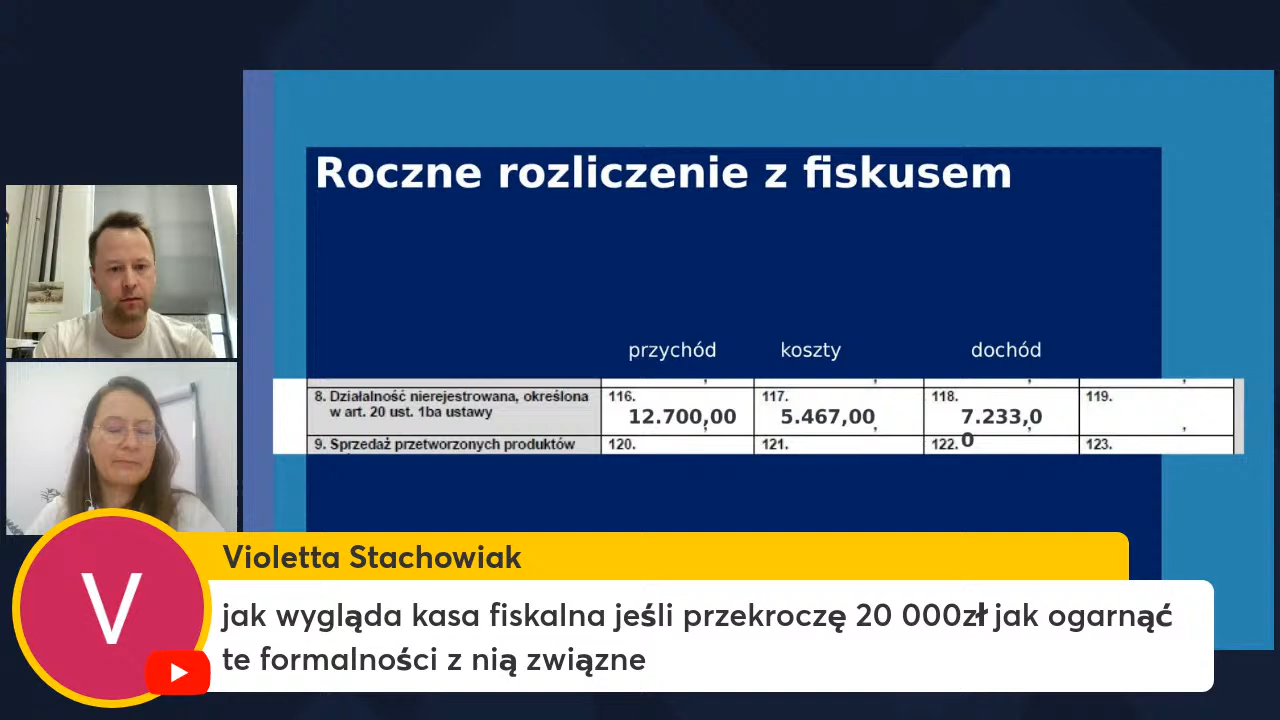 Roczne rozliczenie z fiskusem
przychód koszty dochód
8. Działalność nierejestrowana, określona
w art. 20 ust. 1ba ustawy
116. 117. 118. 119.
12.700,00 5.467,00 7.233,0
0
9. Sprzedaż przetworzonych produktów 120. 121. 122. 123.
Violetta Stachowiak
V
jak wygląda kasa fiskalna jeśli przekroczę 20 000zł jak ogarnąć
te formalności z nią związne